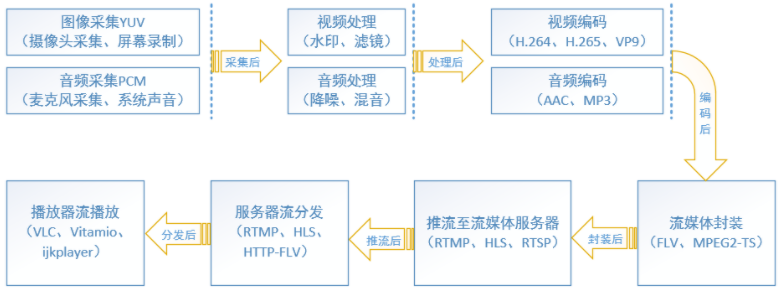 图像采集YUV
（摄像头采集、屏幕录制）
音频采集PCM
（麦克风采集、系统声音）
采集后
视频处理
（水印、滤镜）
音频处理
（降噪、混音）
处理后
视频编码
（H.264、H.265、VP9）
音频编码
（AAC、MP3）
编
码
后
流媒体封装
（FLV、MPEG2-TS）
封装后
推流至流媒体服务器
（RTMP、HLS、RTSP）
推流后
服务器流分发
（RTMP、HLS、
HTTP-FLV）
分发后
播放器流播放
（VLC、Vitamio、
ijkplayer）